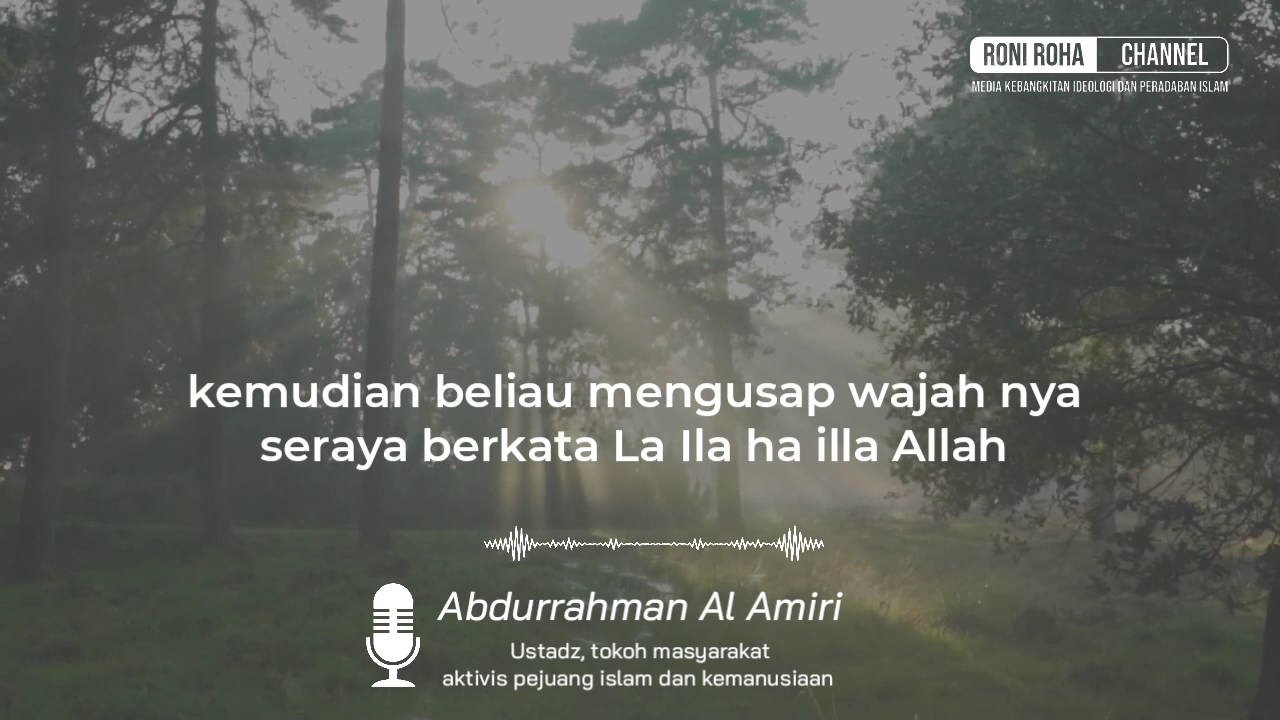 RONI ROHA CHANNEL
MEDIA KEBANGKITAN IDEOLOGI DAN PERADABAN ISLAM
kemudian beliau mengusap wajah nya
seraya berkata La Ila ha illa Allah
Abdurrahman Al Amiri
Ustadz, tokoh masyarakat
aktivis pejuang islam dan kemanusiaan